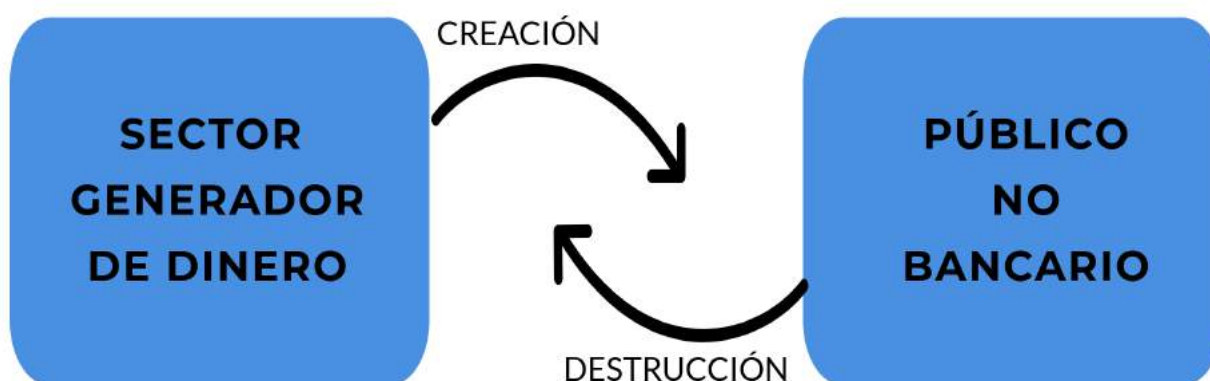 CREACIÓN
SECTOR
GENERADOR
DE DINERO
PÚBLICO
NO
BANCARIO
DESTRUCCIÓN